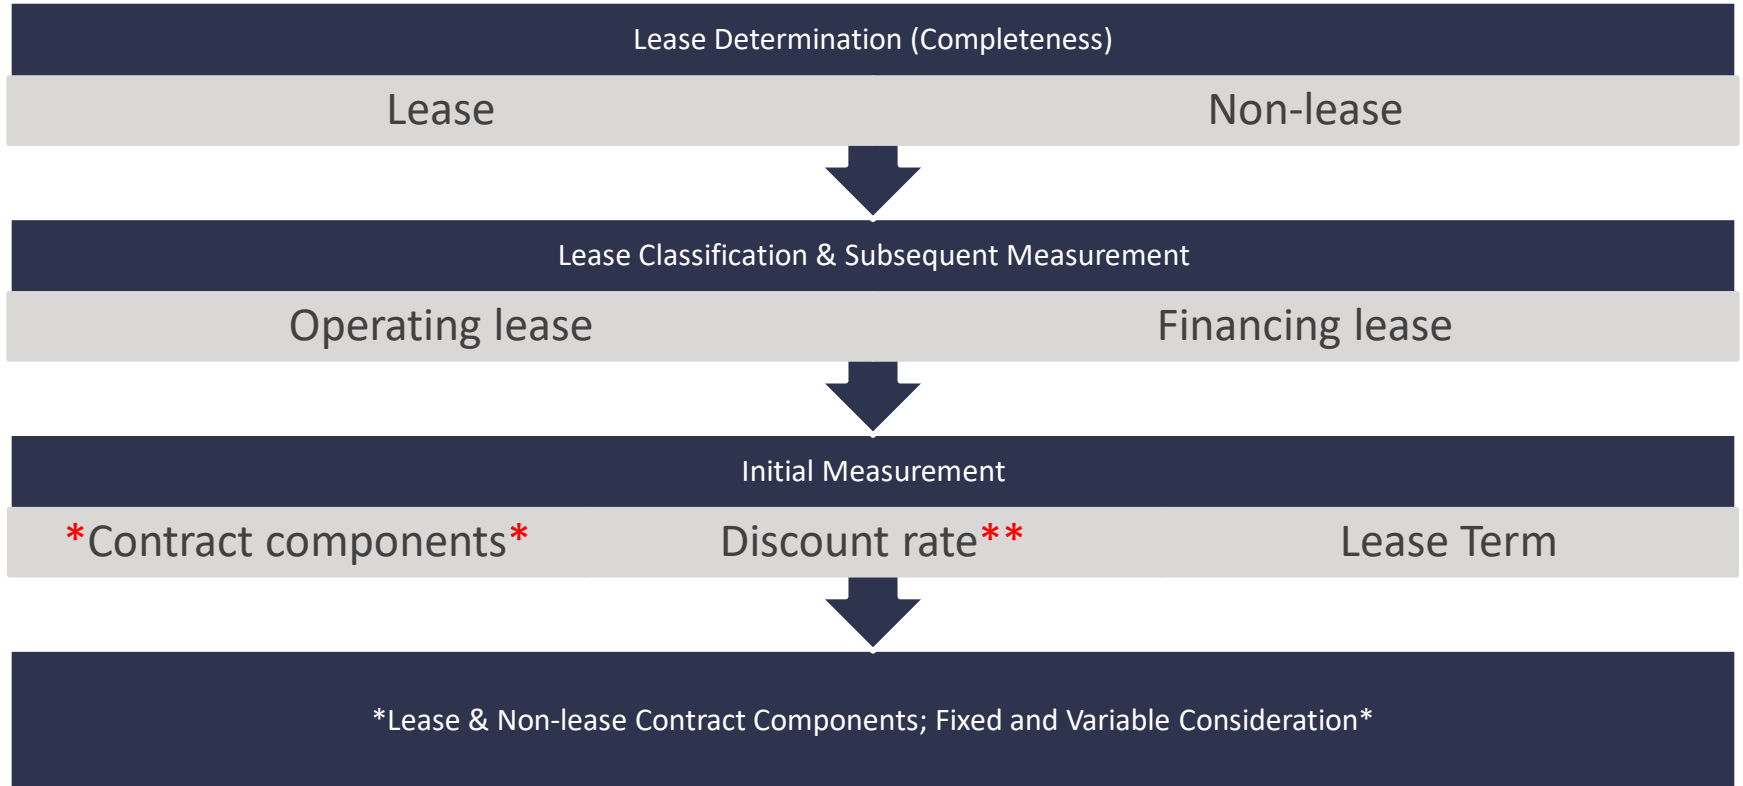 Lease Determination (Completeness)
Lease
Non-lease
Lease Classification & Subsequent Measurement
Operating lease
Financing lease
Initial Measurement
*Contract components*
Discount rate**
Lease Term
*Lease & Non-lease Contract Components; Fixed and Variable Consideration*